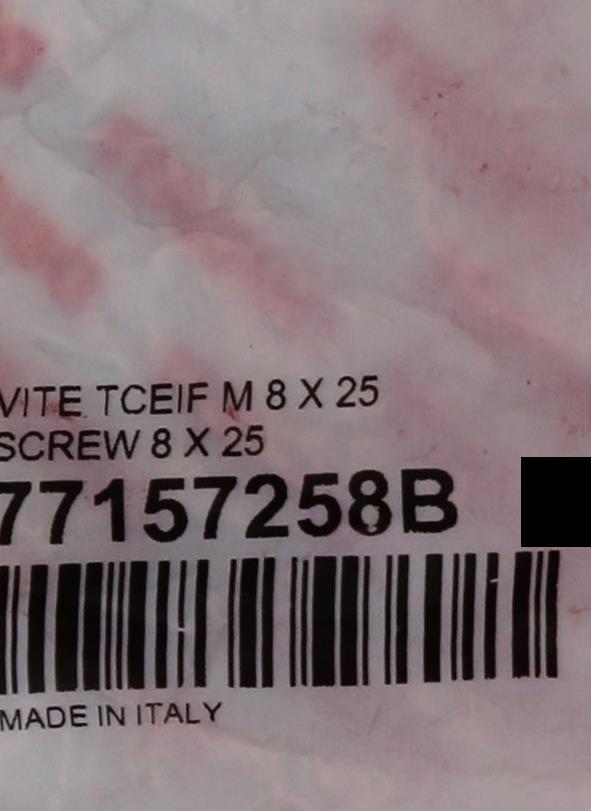 VITE TCEIF M 8 X 25
SCREW 8 X 25
77157258B
MADE IN ITALY